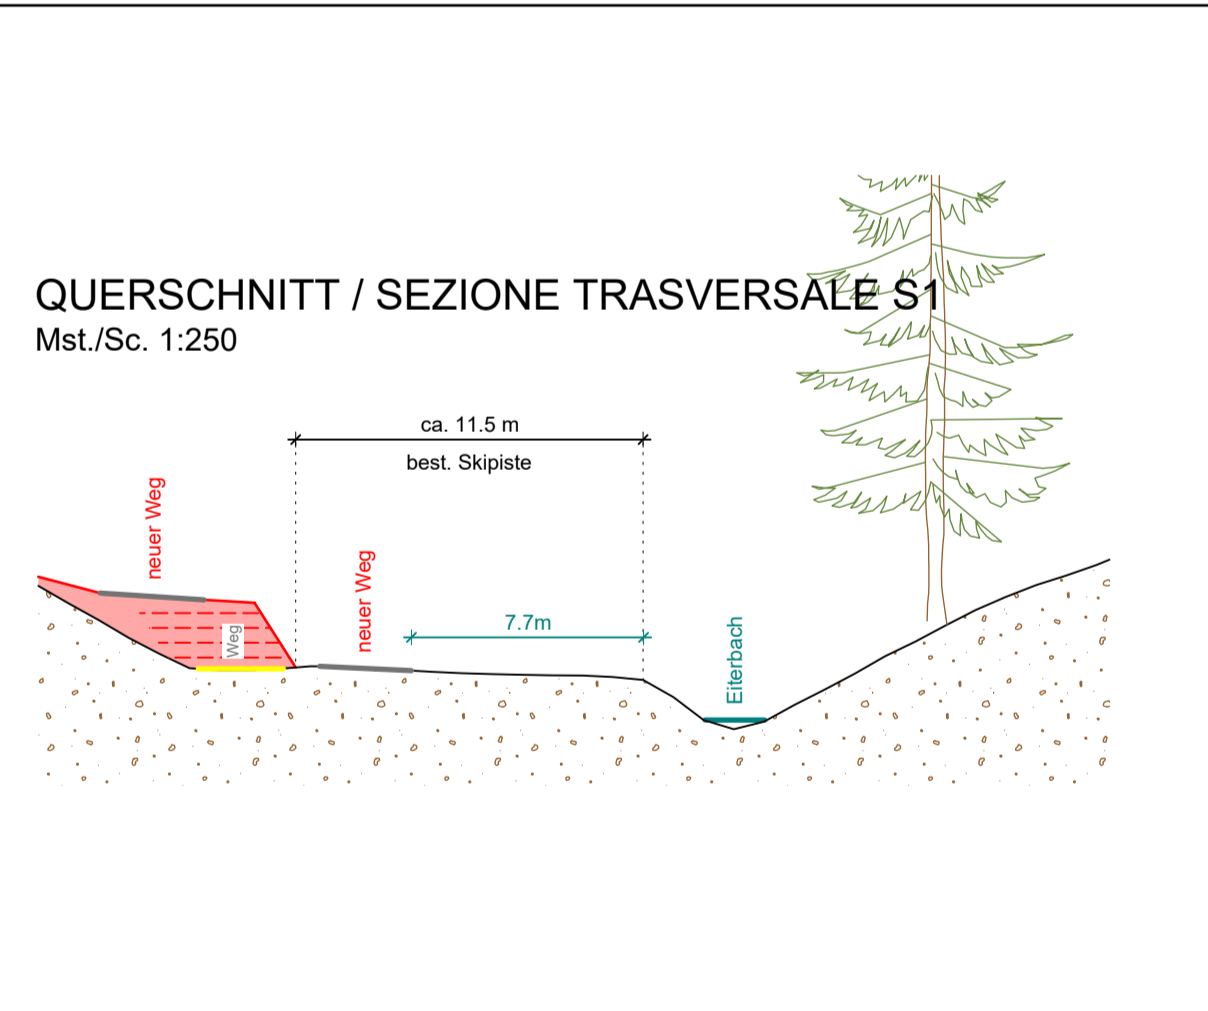 QUERSCHNITT / SEZIONE TRASVERSALE S1
Mst./Sc. 1:250
ca. 11.5 m
best. Skipiste
neuer Weg
neuer Weg
7.7m
Weg
Eiterbach